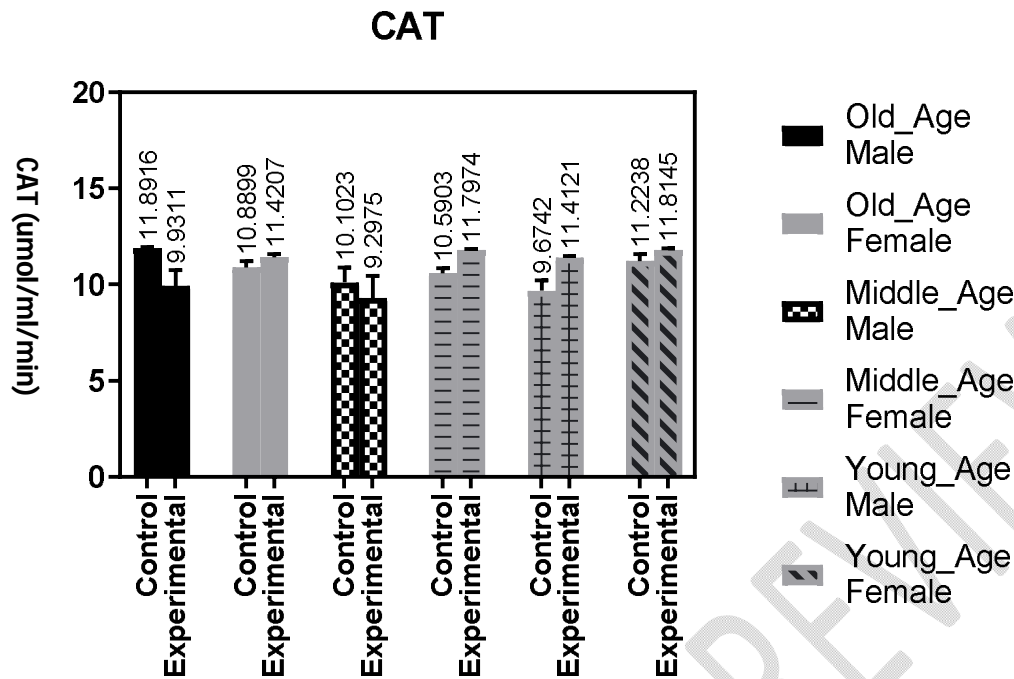 CAT
CAT (umol/ml/min)
20
15
10
5
0
11.8916
9.9311
10.8899
11.4207
10.1023
9.2975
10.5903
11.7974
9.6742
11.4121
11.2238
11.8145
Control
Experimental
Control
Experimental
Control
Experimental
Control
Experimental
Control
Experimental
Control
Experimental
Old_Age
Male
Old_Age
Female
Middle_Age
Male
Middle_Age
Female
Young_Age
Male
Young_Age
Female